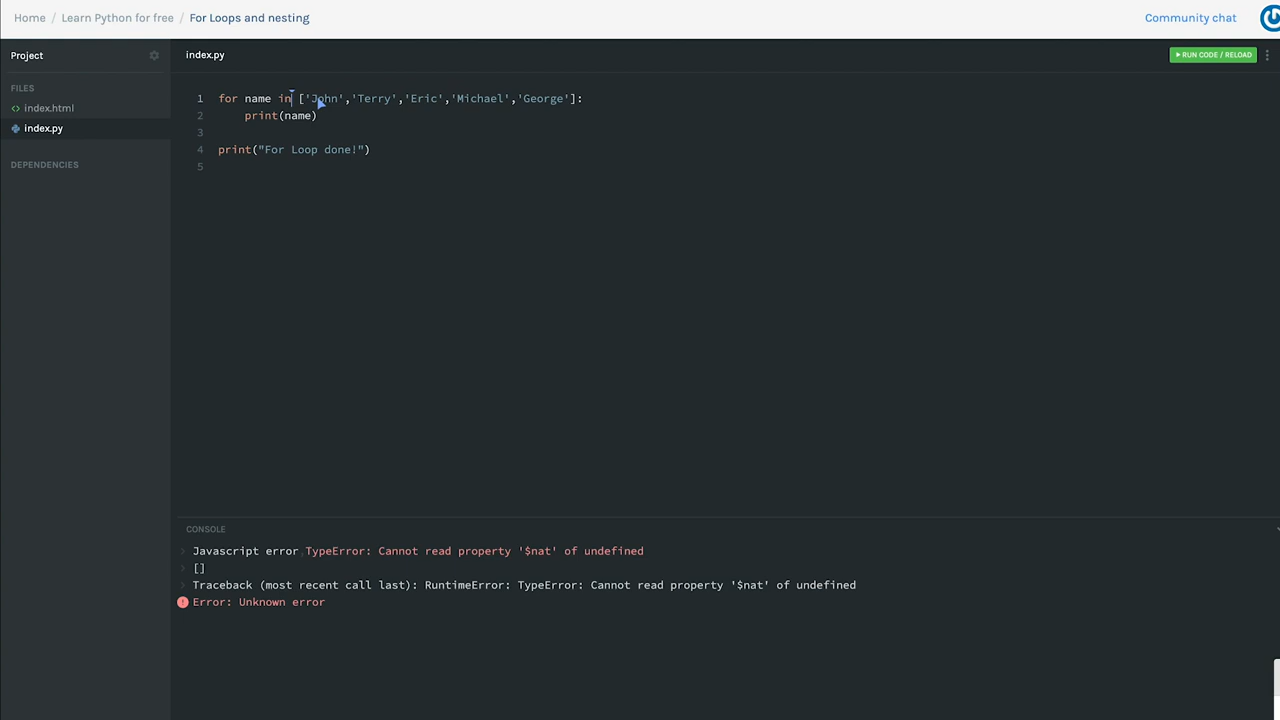 Home / Learn Python for free / For Loops and nesting
Community chat
Project
index.py
RUN CODE / RELOAD
FILES
<> index.html
index.py
DEPENDENCIES
1 for name in ['John','Terry','Eric','Michael','George']:
2 print(name)
3
4 print("For Loop done!")
5
CONSOLE
> Javascript error TypeError: Cannot read property '$nat' of undefined
> []
> Traceback (most recent call last): RuntimeError: TypeError: Cannot read property '$nat' of undefined
! Error: Unknown error